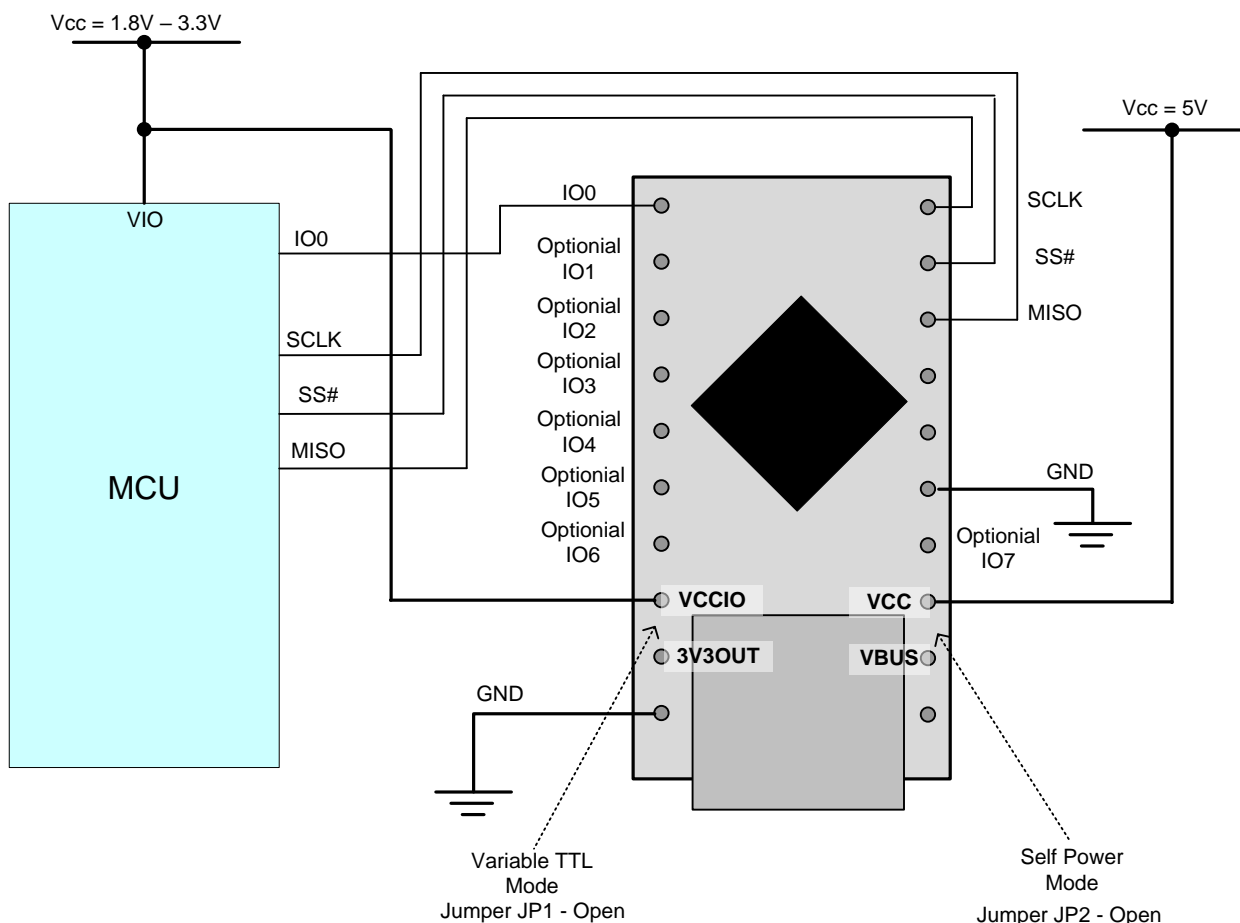 Vcc = 1.8V – 3.3V
Vcc = 5V
VIO
IO0
SCLK
SS#
MISO
MCU
IO0
Optionial
IO1
Optionial
IO2
Optionial
IO3
Optionial
IO4
Optionial
IO5
Optionial
IO6
VCCIO
3V3OUT
GND
SCLK
SS#
MISO
GND
Optionial
IO7
VCC
VBUS
Variable TTL
Mode
Jumper JP1 - Open
Self Power
Mode
Jumper JP2 - Open